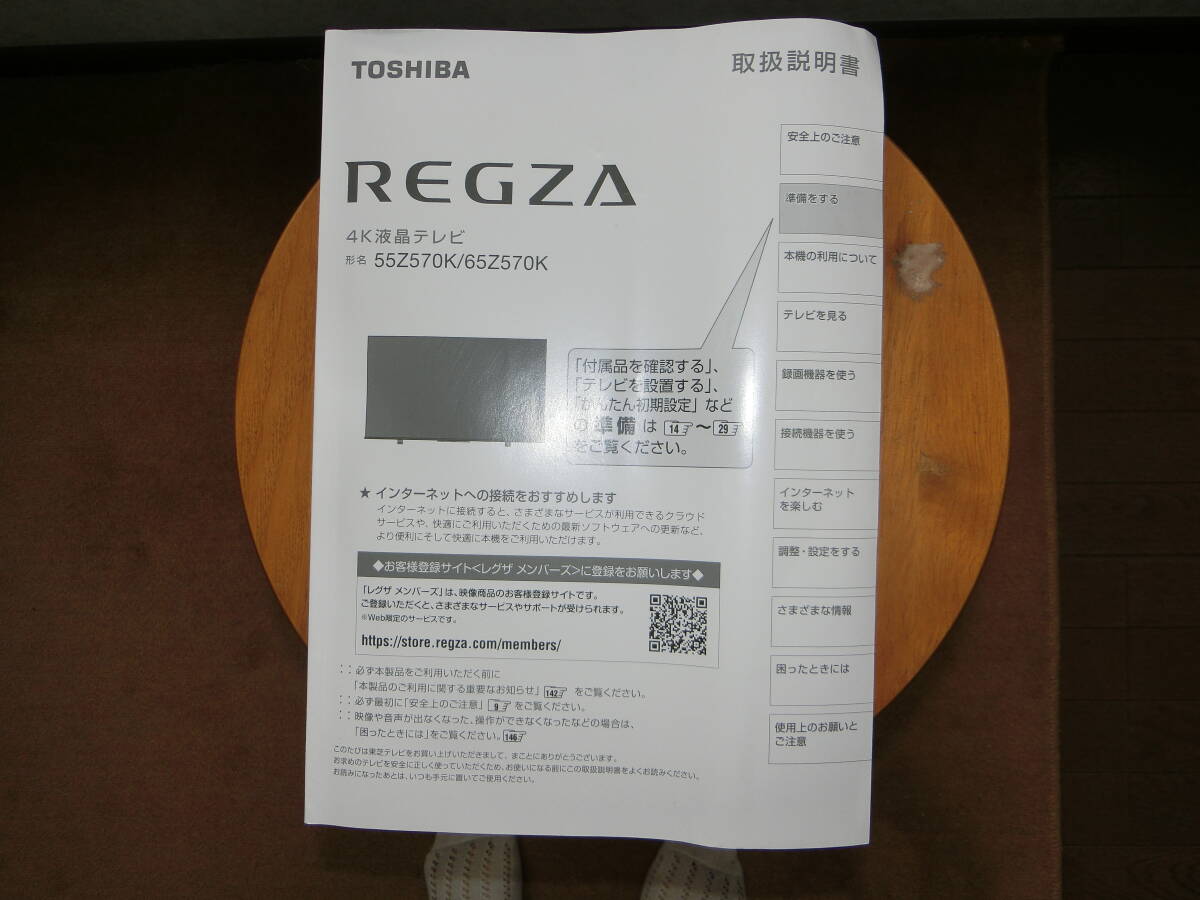 TOSHIBA
取扱説明書
REGZA
4K液晶テレビ
形名 55Z570K/65Z570K
安全上のご注意
準備をする
本機の利用について
テレビを見る
録画機器を使う
接続機器を使う
インターネット
を楽しむ
調整・設定をする
さまざまな情報
困ったときには
使用上のお願いと
ご注意
「付属品を確認する」、
「テレビを設置する」、
「かんたん初期設定」など
の準備は 14 ～ 29
をご覧ください。
★ インターネットへの接続をおすすめします
インターネットに接続すると、さまざまなサービスが利用できるクラウド
サービスや、快適にご利用いただくための最新ソフトウェアへの更新など、
より便利にそして快適に本機をご利用いただけます。
◆お客様登録サイト<レグザ メンバーズ>に登録をお願いします◆
「レグザ メンバーズ」は、映像商品のお客様登録サイトです。
ご登録いただくと、さまざまなサービスやサポートが受けられます。
※Web限定のサービスです。
https://store.regza.com/members/
：：必ず本製品をご利用いただく前に
「本製品のご利用に関する重要なお知らせ」 142 をご覧ください。
：：必ず最初に「安全上のご注意」 9 をご覧ください。
：：映像や音声が出なくなった、操作ができなくなったなどの場合は、
「困ったときには」をご覧ください。 146
このたびは東芝テレビをお買い上げいただきまして、まことにありがとうございます。
お求めのテレビを安全に正しく使っていただくため、お使いになる前にこの取扱説明書をよくお読みください。
お読みになったあとは、いつも手元に置いてご使用ください。